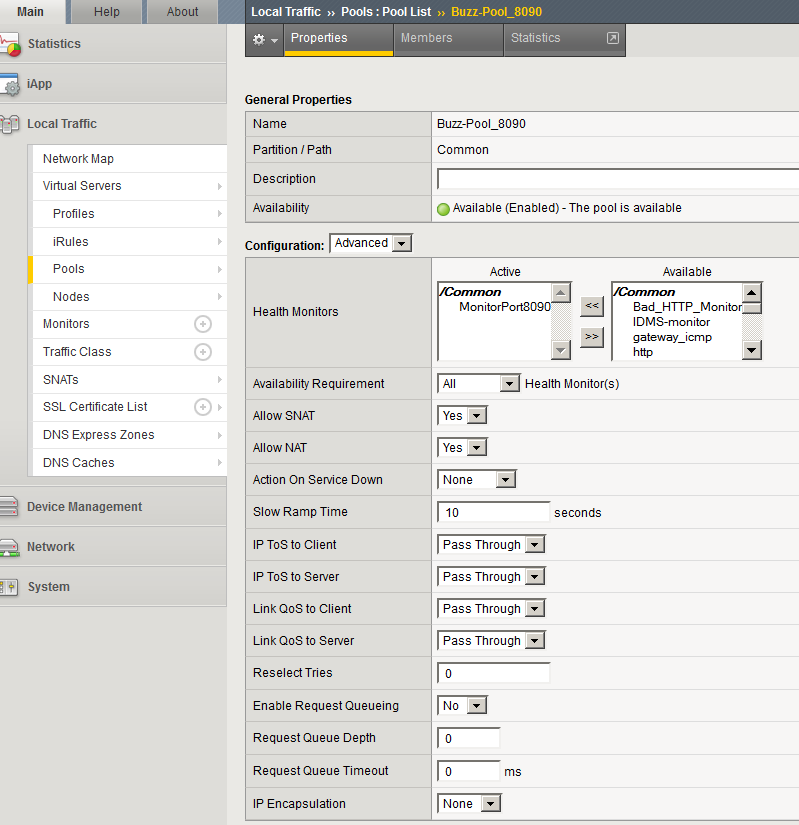 Main Help About
Local Traffic ›› Pools : Pool List ›› Buzz-Pool_8090
Properties Members Statistics
Statistics
iApp
Local Traffic
Network Map
Virtual Servers
Profiles
iRules
Pools
Nodes
Monitors
Traffic Class
SNATs
SSL Certificate List
DNS Express Zones
DNS Caches
Device Management
Network
System
General Properties
Name Buzz-Pool_8090
Partition / Path Common
Description
Availability Available (Enabled) - The pool is available
Configuration: Advanced
Health Monitors
Active Available
/Common << /Common
MonitorPort8090 >> Bad_HTTP_Monitor
IDMS-monitor
gateway_icmp
http
Availability Requirement All Health Monitor(s)
Allow SNAT Yes
Allow NAT Yes
Action On Service Down None
Slow Ramp Time 10 seconds
IP ToS to Client Pass Through
IP ToS to Server Pass Through
Link QoS to Client Pass Through
Link QoS to Server Pass Through
Reselect Tries 0
Enable Request Queueing No
Request Queue Depth 0
Request Queue Timeout 0 ms
IP Encapsulation None